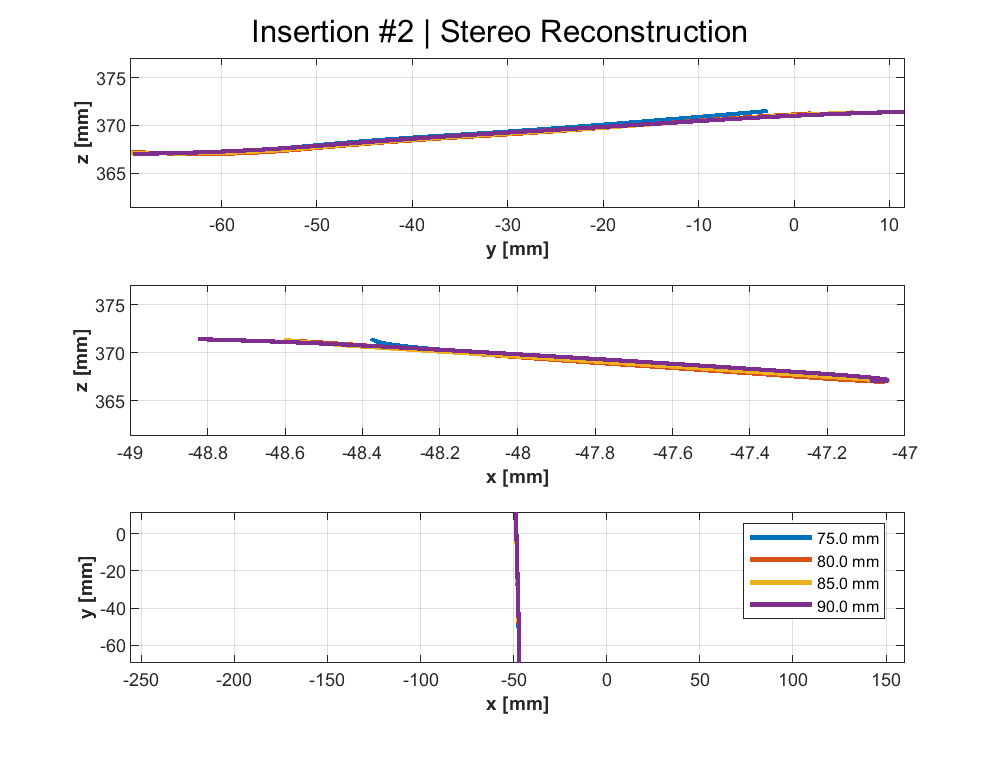 Insertion #2 | Stereo Reconstruction
375
370
365
z [mm]
-60 -50 -40 -30 -20 -10 0 10
y [mm]
375
370
365
z [mm]
-49 -48.8 -48.6 -48.4 -48.2 -48 -47.8 -47.6 -47.4 -47.2 -47
x [mm]
0
-20
-40
-60
y [mm]
75.0 mm
80.0 mm
85.0 mm
90.0 mm
-250 -200 -150 -100 -50 0 50 100 150
x [mm]